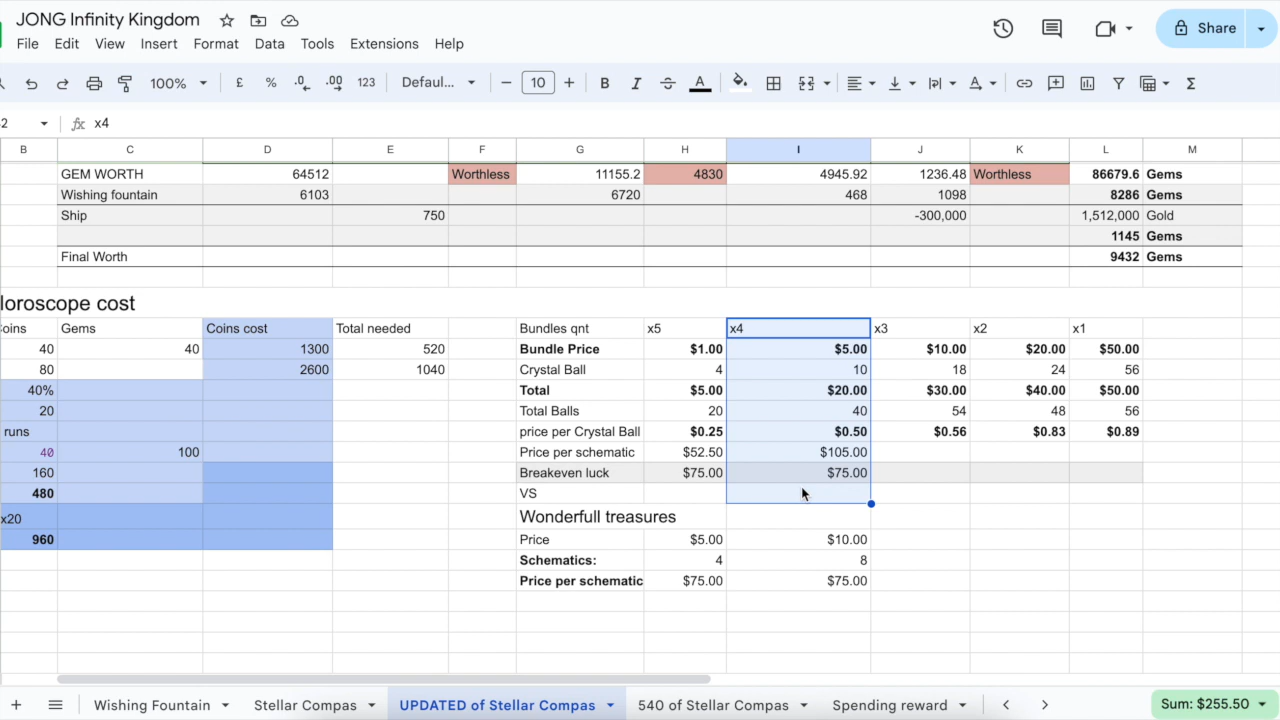 JONG Infinity Kingdom
File Edit View Insert Format Data Tools Extensions Help
Share
100% £ % .0 .00 123 Defaul... − 10 + B I S A Σ
2 fx x4
B C D E F G H I J K L M
GEM WORTH 64512 Worthless 11155.2 4830 4945.92 1236.48 Worthless 86679.6 Gems
Wishing fountain 6103 6720 468 1098 8286 Gems
Ship 750 -300,000 1,512,000 Gold
1145 Gems
Final Worth 9432 Gems
loroscope cost
oins Gems Coins cost Total needed Bundles qnt x5 x4 x3 x2 x1
40 40 1300 520 Bundle Price $1.00 $5.00 $10.00 $20.00 $50.00
80 2600 1040 Crystal Ball 4 10 18 24 56
40% Total $5.00 $20.00 $30.00 $40.00 $50.00
20 Total Balls 20 40 54 48 56
runs price per Crystal Ball $0.25 $0.50 $0.56 $0.83 $0.89
40 100 Price per schematic $52.50 $105.00
160 Breakeven luck $75.00 $75.00
480 VS
x20 Wonderfull treasures
960 Price $5.00 $10.00
Schematics: 4 8
Price per schematic $75.00 $75.00
+ Wishing Fountain Stellar Compas UPDATED of Stellar Compas 540 of Stellar Compas Spending reward Sum: $255.50